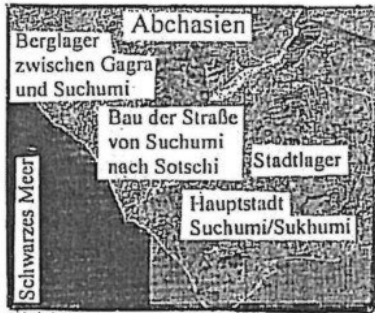 Abchasien
Berglager
zwischen Gagra
und Suchumi
Bau der Straße
von Suchumi
nach Sotschi
Stadtlager
Hauptstadt
Suchumi/Sukhumi
Schwarzes Meer